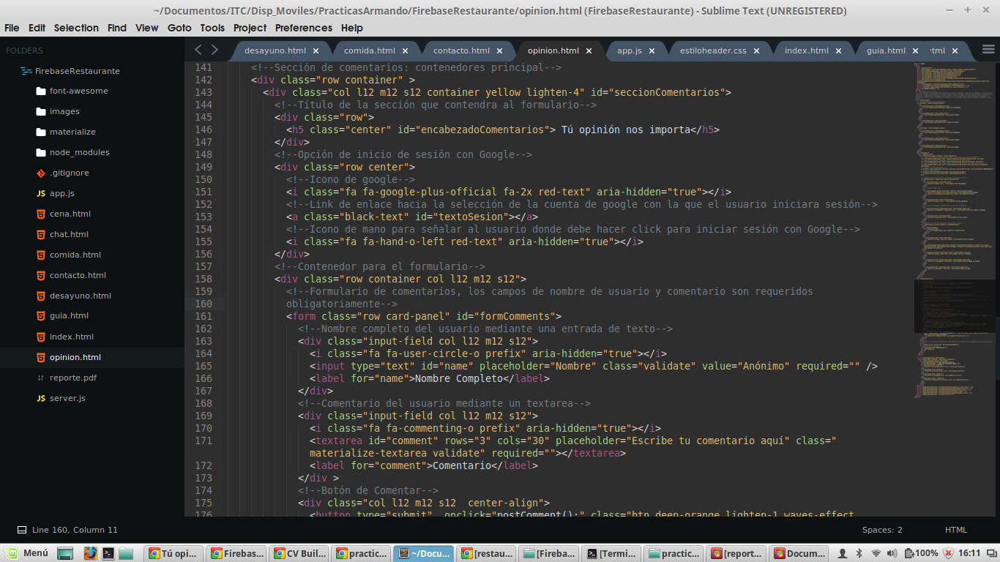 ~/Documentos/ITC/Disp_Moviles/PracticasArmando/FirebaseRestaurante/opinion.html (FirebaseRestaurante) - Sublime Text (UNREGISTERED)
File Edit Selection Find View Goto Tools Project Preferences Help
FOLDERS
FirebaseRestaurante
font-awesome
images
materialize
node_modules
.gitignore
app.js
cena.html
chat.html
comida.html
contacto.html
desayuno.html
guia.html
index.html
opinion.html
reporte.pdf
server.js
desayuno.html comida.html contacto.html opinion.html app.js estiloheader.css index.html guia.html html
141 <!--Sección de comentarios: contenedores principal-->
142 <div class="row container" >
143 <div class="col l12 m12 s12 container yellow lighten-4" id="seccionComentarios">
144 <!--Título de la sección que contendra al formulario-->
145 <div class="row">
146 <h5 class="center" id="encabezadoComentarios"> Tú opinión nos importa</h5>
147 </div>
148 <!--Opción de inicio de sesión con Google-->
149 <div class="row center">
150 <!--Icono de google-->
151 <i class="fa fa-google-plus-official fa-2x red-text" aria-hidden="true"></i>
152 <!--Link de enlace hacia la selección de la cuenta de google con la que el usuario iniciara sesión-->
153 <a class="black-text" id="textoSesion"></a>
154 <!--Icono de mano para señalar al usuario donde debe hacer click para iniciar sesión con Google-->
155 <i class="fa fa-hand-o-left red-text" aria-hidden="true"></i>
156 </div>
157 <!--Contenedor para el formulario-->
158 <div class="row container col l12 m12 s12">
159 <!--Formulario de comentarios, los campos de nombre de usuario y comentario son requeridos
160 obligatoriamente-->
161 <form class="row card-panel" id="formComments">
162 <!--Nombre completo del usuario mediante una entrada de texto-->
163 <div class="input-field col l12 m12 s12">
164 <i class="fa fa-user-circle-o prefix" aria-hidden="true"></i>
165 <input type="text" id="name" placeholder="Nombre" class="validate" value="Anónimo" required="" />
166 <label for="name">Nombre Completo</label>
167 </div>
168 <!--Comentario del usuario mediante un textarea-->
169 <div class="input-field col l12 m12 s12">
170 <i class="fa fa-commenting-o prefix" aria-hidden="true"></i>
171 <textarea id="comment" rows="3" cols="30" placeholder="Escribe tu comentario aquí" class="
materialize-textarea validate" required=""></textarea>
172 <label for="comment">Comentario</label>
173 </div >
174 <!--Botón de Comentar-->
175 <div class="col l12 m12 s12  center-align">
176 <button type="submit"  onclick="postComment();" class="btn deep-orange lighten-1 waves-effect
Line 160, Column 11 Spaces: 2 HTML
Menú Tú opi... Firebas... CV Buil... practic... ~/Docu... [restau... [Fireba... [Termi... practic... [report... Docum... 100% 16:11